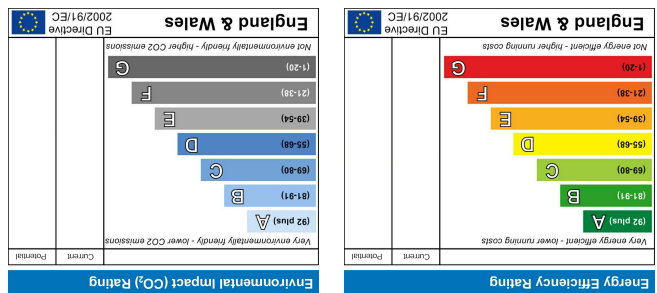 Energy Efficiency Rating
Current Potential
Very energy efficient - lower running costs
(92 plus) A
(81-91) B
(69-80) C
(55-68) D
(39-54) E
(21-38) F
(1-20) G
Not energy efficient - higher running costs
England & Wales
EU Directive
2002/91/EC
Environmental Impact (CO₂) Rating
Current Potential
Very environmentally friendly - lower CO2 emissions
(92 plus) A
(81-91) B
(69-80) C
(55-68) D
(39-54) E
(21-38) F
(1-20) G
Not environmentally friendly - higher CO2 emissions
England & Wales
EU Directive
2002/91/EC